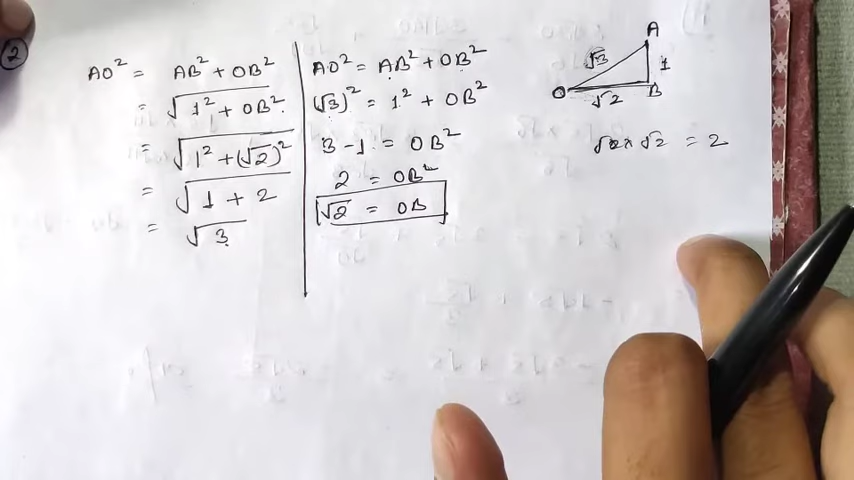 2
AO² = AB² + OB²
= √1² + OB²
= √1² + (√2)²
= √1 + 2
= √3
AO² = AB² + OB²
(√3)² = 1² + OB²
3 - 1 = OB²
2 = OB²
√2 = OB
A
√3
1
O
B
√2
√2 × √2 = 2